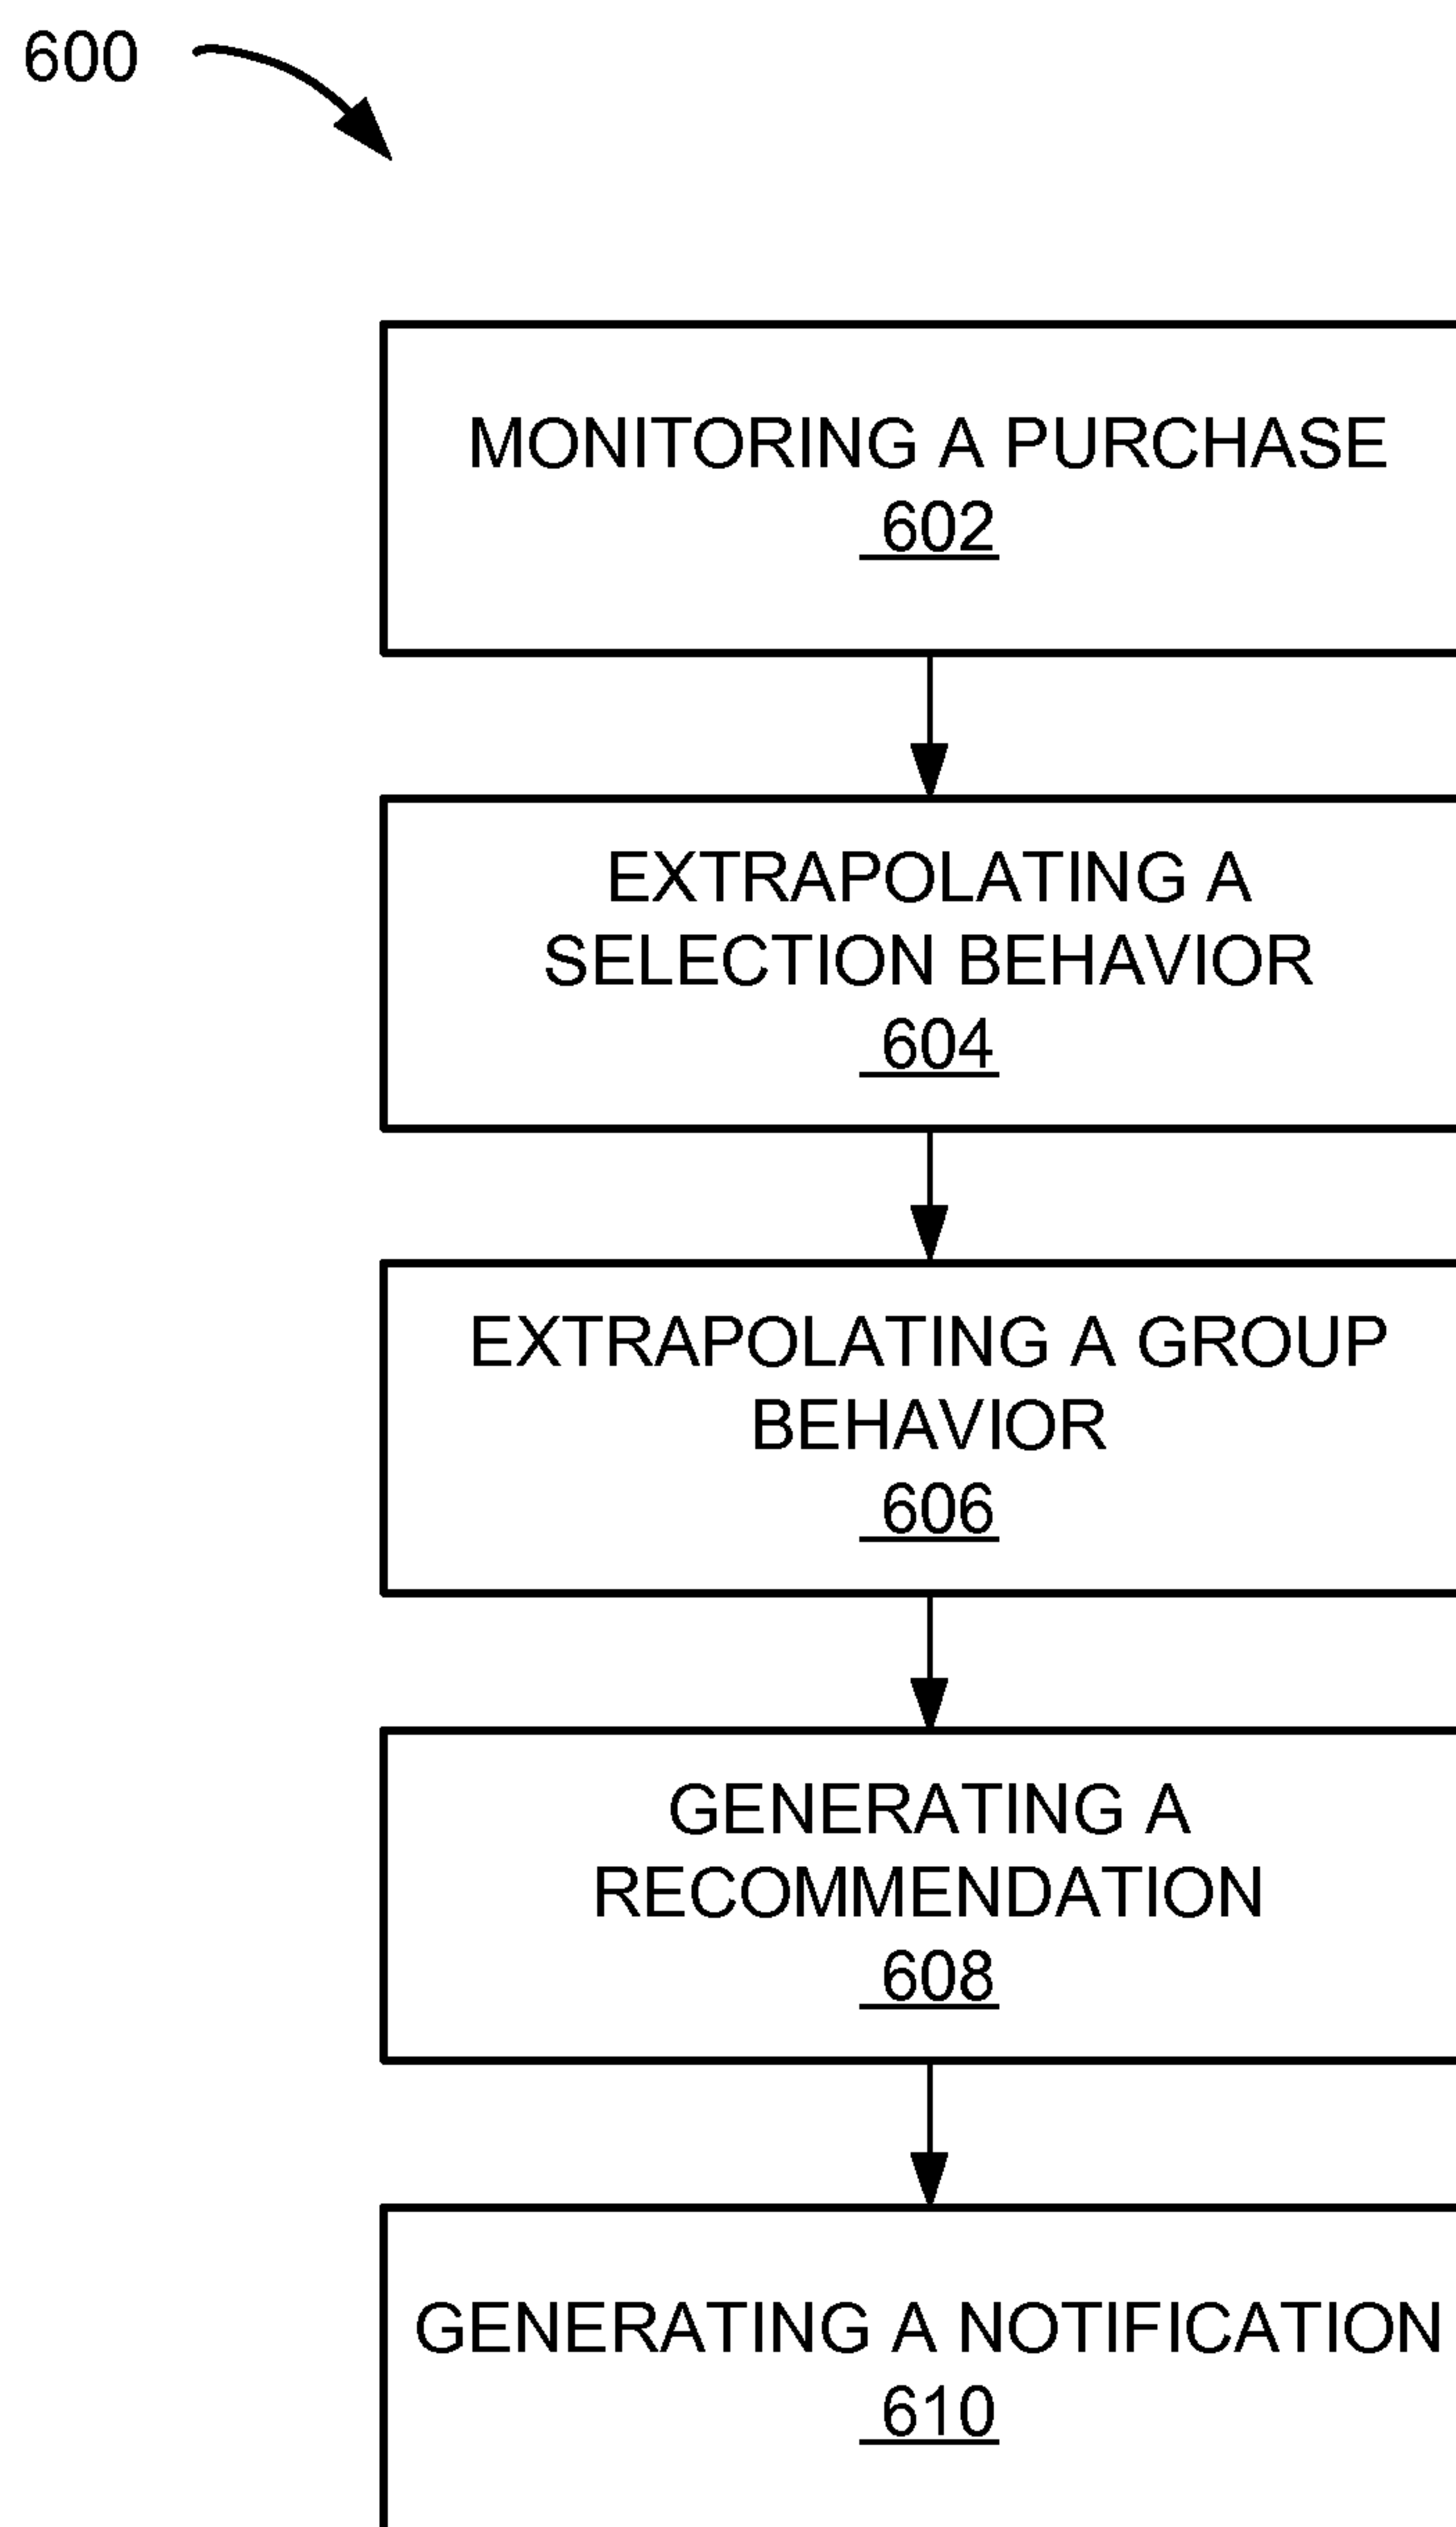 600
MONITORING A PURCHASE
602
EXTRAPOLATING A
SELECTION BEHAVIOR
604
EXTRAPOLATING A GROUP
BEHAVIOR
606
GENERATING A
RECOMMENDATION
608
GENERATING A NOTIFICATION
610